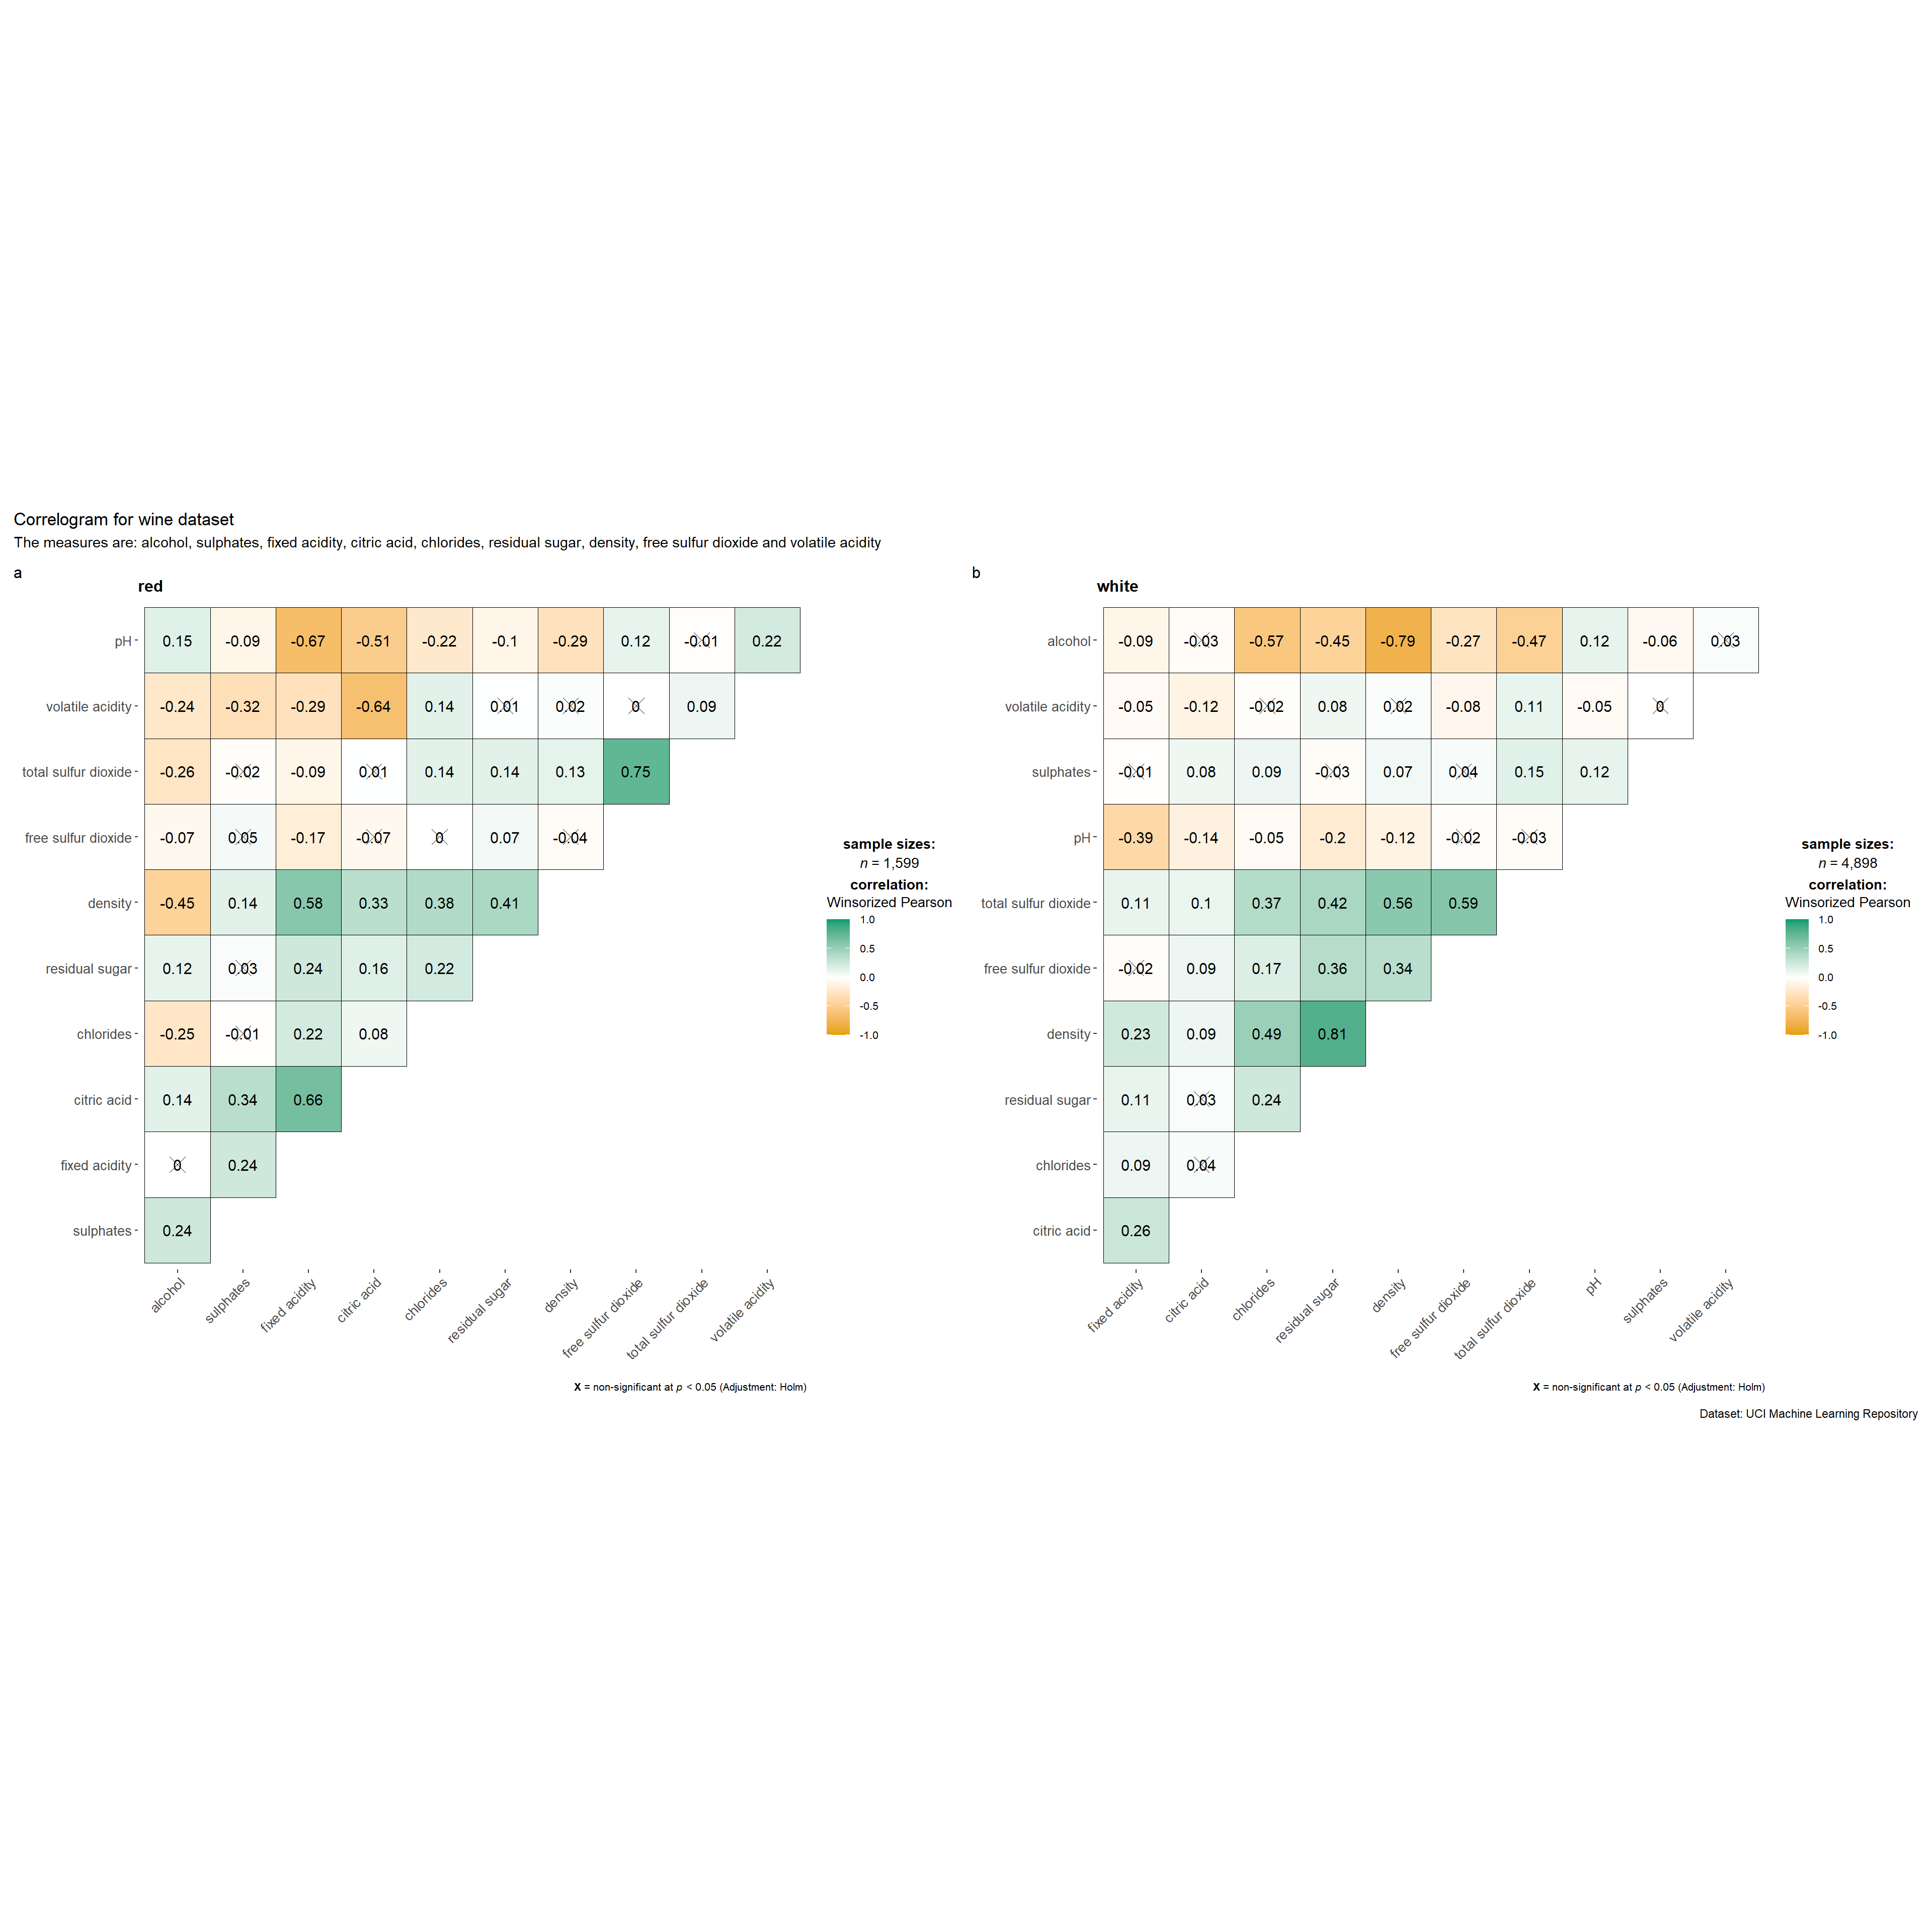 Correlogram for wine dataset
The measures are: alcohol, sulphates, fixed acidity, citric acid, chlorides, residual sugar, density, free sulfur dioxide and volatile acidity
a
red
pH 0.15 -0.09 -0.67 -0.51 -0.22 -0.1 -0.29 0.12 -0.01 0.22
volatile acidity -0.24 -0.32 -0.29 -0.64 0.14 0.01 0.02 0 0.09
total sulfur dioxide -0.26 -0.02 -0.09 0.01 0.14 0.14 0.13 0.75
free sulfur dioxide -0.07 0.05 -0.17 -0.07 0 0.07 -0.04
density -0.45 0.14 0.58 0.33 0.38 0.41
residual sugar 0.12 0.03 0.24 0.16 0.22
chlorides -0.25 -0.01 0.22 0.08
citric acid 0.14 0.34 0.66
fixed acidity 0 0.24
sulphates 0.24
alcohol sulphates fixed acidity citric acid chlorides residual sugar density free sulfur dioxide total sulfur dioxide volatile acidity
sample sizes:
n = 1,599
correlation:
Winsorized Pearson
1.0
0.5
0.0
-0.5
-1.0
X = non-significant at p < 0.05 (Adjustment: Holm)
b
white
alcohol -0.09 -0.03 -0.57 -0.45 -0.79 -0.27 -0.47 0.12 -0.06 0.03
volatile acidity -0.05 -0.12 -0.02 0.08 0.02 -0.08 0.11 -0.05 0
sulphates -0.01 0.08 0.09 -0.03 0.07 0.04 0.15 0.12
pH -0.39 -0.14 -0.05 -0.2 -0.12 -0.02 -0.03
total sulfur dioxide 0.11 0.1 0.37 0.42 0.56 0.59
free sulfur dioxide -0.02 0.09 0.17 0.36 0.34
density 0.23 0.09 0.49 0.81
residual sugar 0.11 0.03 0.24
chlorides 0.09 0.04
citric acid 0.26
fixed acidity citric acid chlorides residual sugar density free sulfur dioxide total sulfur dioxide pH sulphates volatile acidity
sample sizes:
n = 4,898
correlation:
Winsorized Pearson
1.0
0.5
0.0
-0.5
-1.0
X = non-significant at p < 0.05 (Adjustment: Holm)
Dataset: UCI Machine Learning Repository